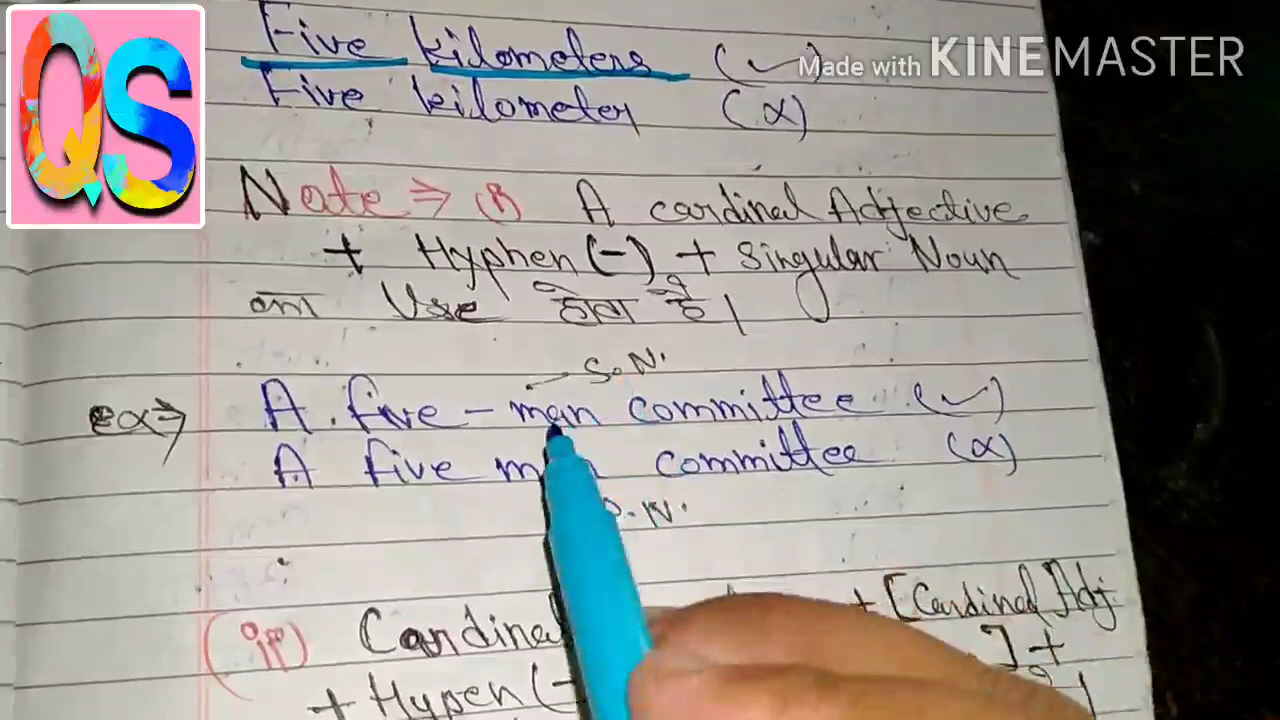 QS
Made with KINEMASTER
Five kilometers (✓)
Five kilometer (x)
Note ⇒ (i) A cardinal Adjective
+ Hyphen (-) + Singular Noun
का Use होता है।
S.N.
ex⇒ A five - man committee (✓)
A five committee (x)
P.N.
(ii) Cardinal + [Cardinal Adj
] +
+ Hypen (-